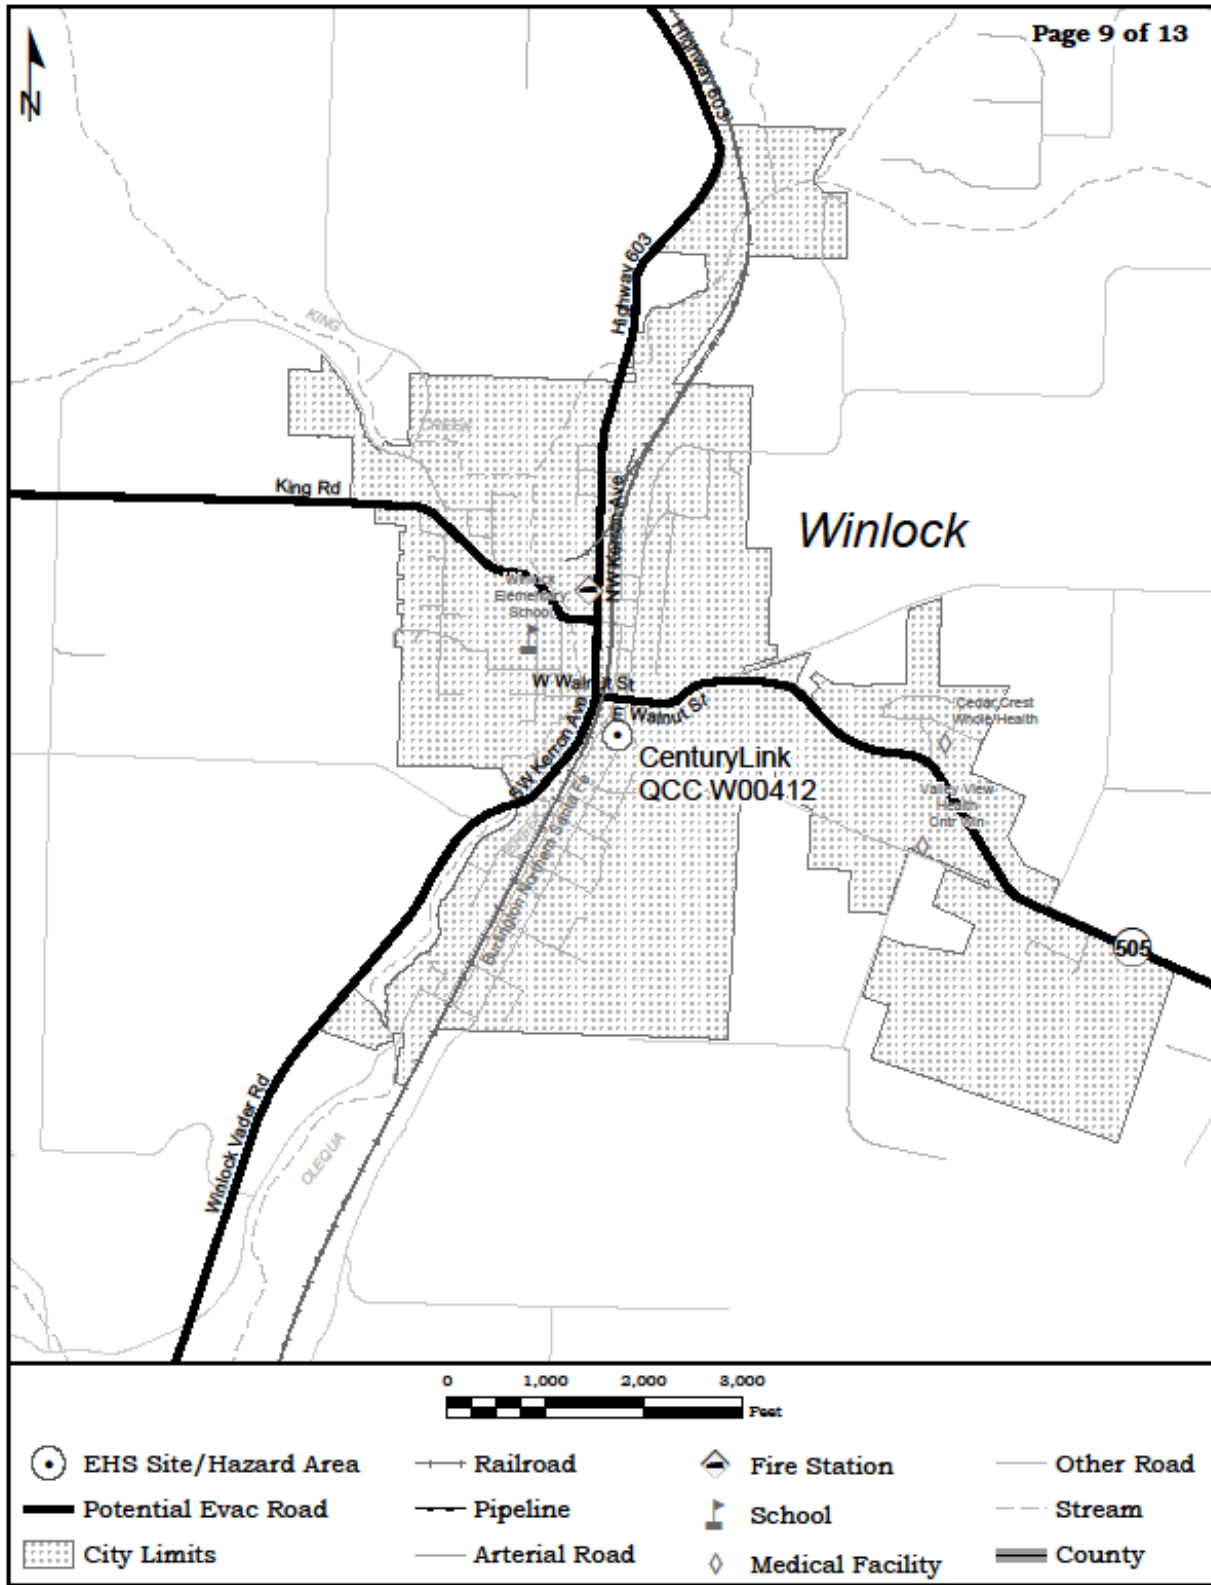 Page 9 of 13
N
Highway 603
Highway 603
KING
CREEK
King Rd
NW Kerron Ave
Winlock
Winlock
Elementary
School
W Walnut St
E Walnut St
SW Kerron Ave
CenturyLink
QCC W00412
Cedar Crest
Whole Health
Valley View
Health
Cntr Win
Burlington Northern Santa Fe
505
Winlock Vader Rd
OLEQUA
0 1,000 2,000 3,000
Feet
EHS Site/Hazard Area
Railroad
Fire Station
Other Road
Potential Evac Road
Pipeline
School
Stream
City Limits
Arterial Road
Medical Facility
County